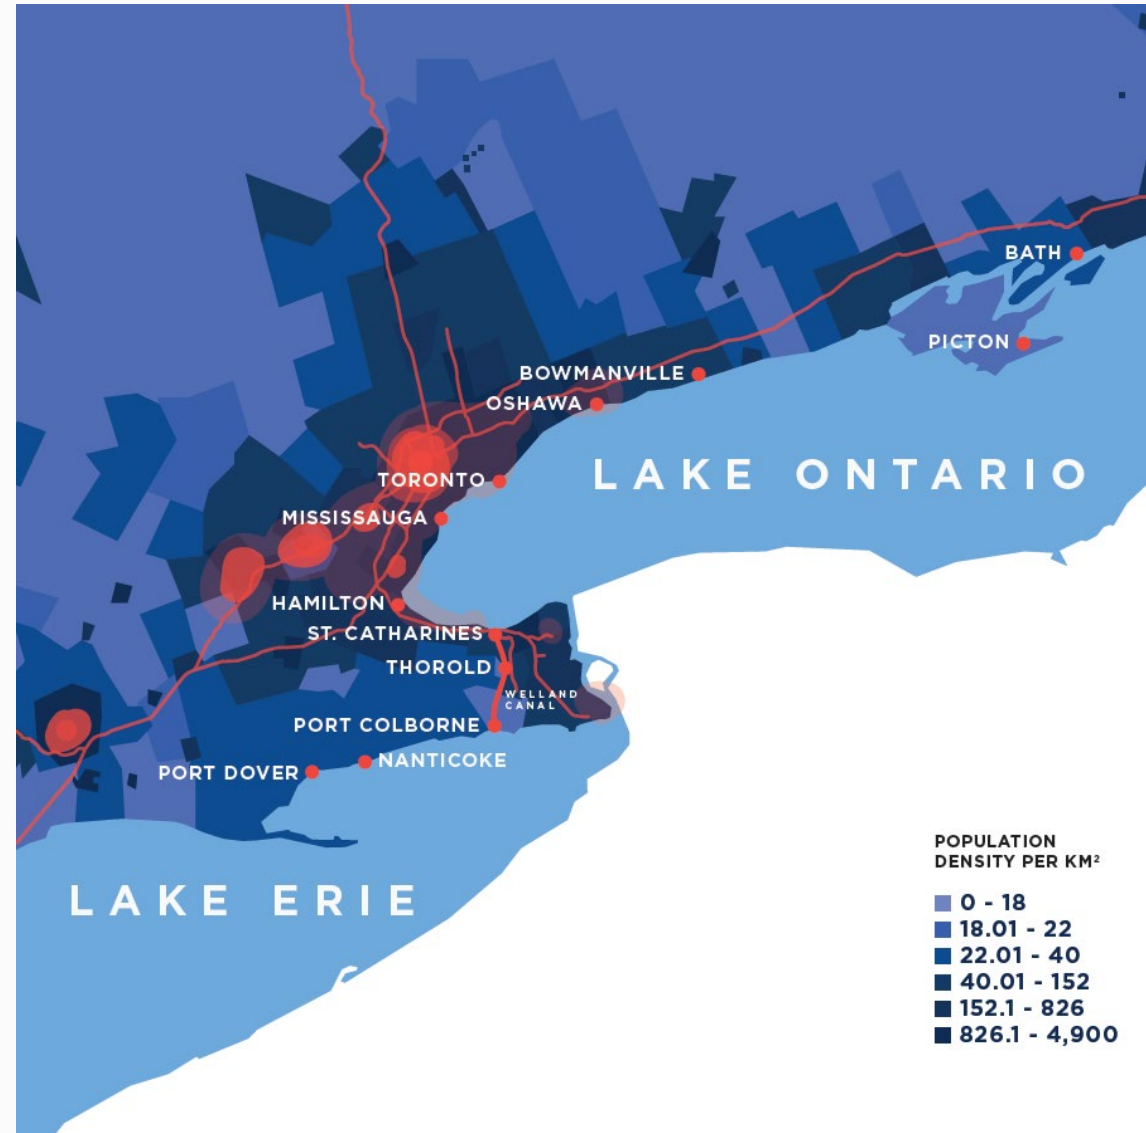 BATH
PICTON
BOWMANVILLE
OSHAWA
LAKE ONTARIO
TORONTO
MISSISSAUGA
HAMILTON
ST. CATHARINES
THOROLD
WELLAND
CANAL
PORT COLBORNE
NANTICOKE
PORT DOVER
LAKE ERIE
POPULATION
DENSITY PER KM²
0 - 18
18.01 - 22
22.01 - 40
40.01 - 152
152.1 - 826
826.1 - 4,900